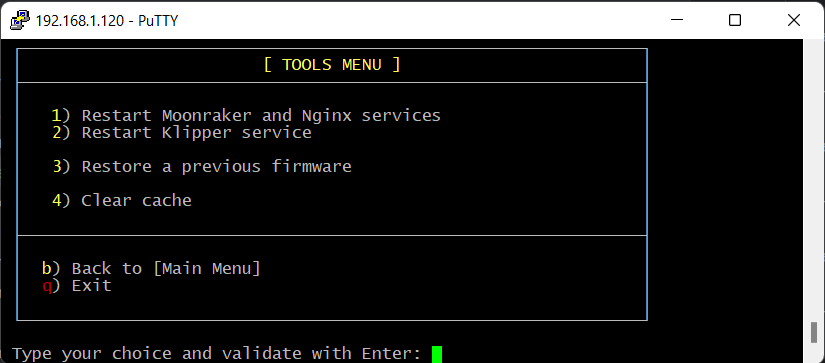 192.168.1.120 - PuTTY
[ TOOLS MENU ]
1) Restart Moonraker and Nginx services
2) Restart Klipper service
3) Restore a previous firmware
4) Clear cache
b) Back to [Main Menu]
q) Exit
Type your choice and validate with Enter: